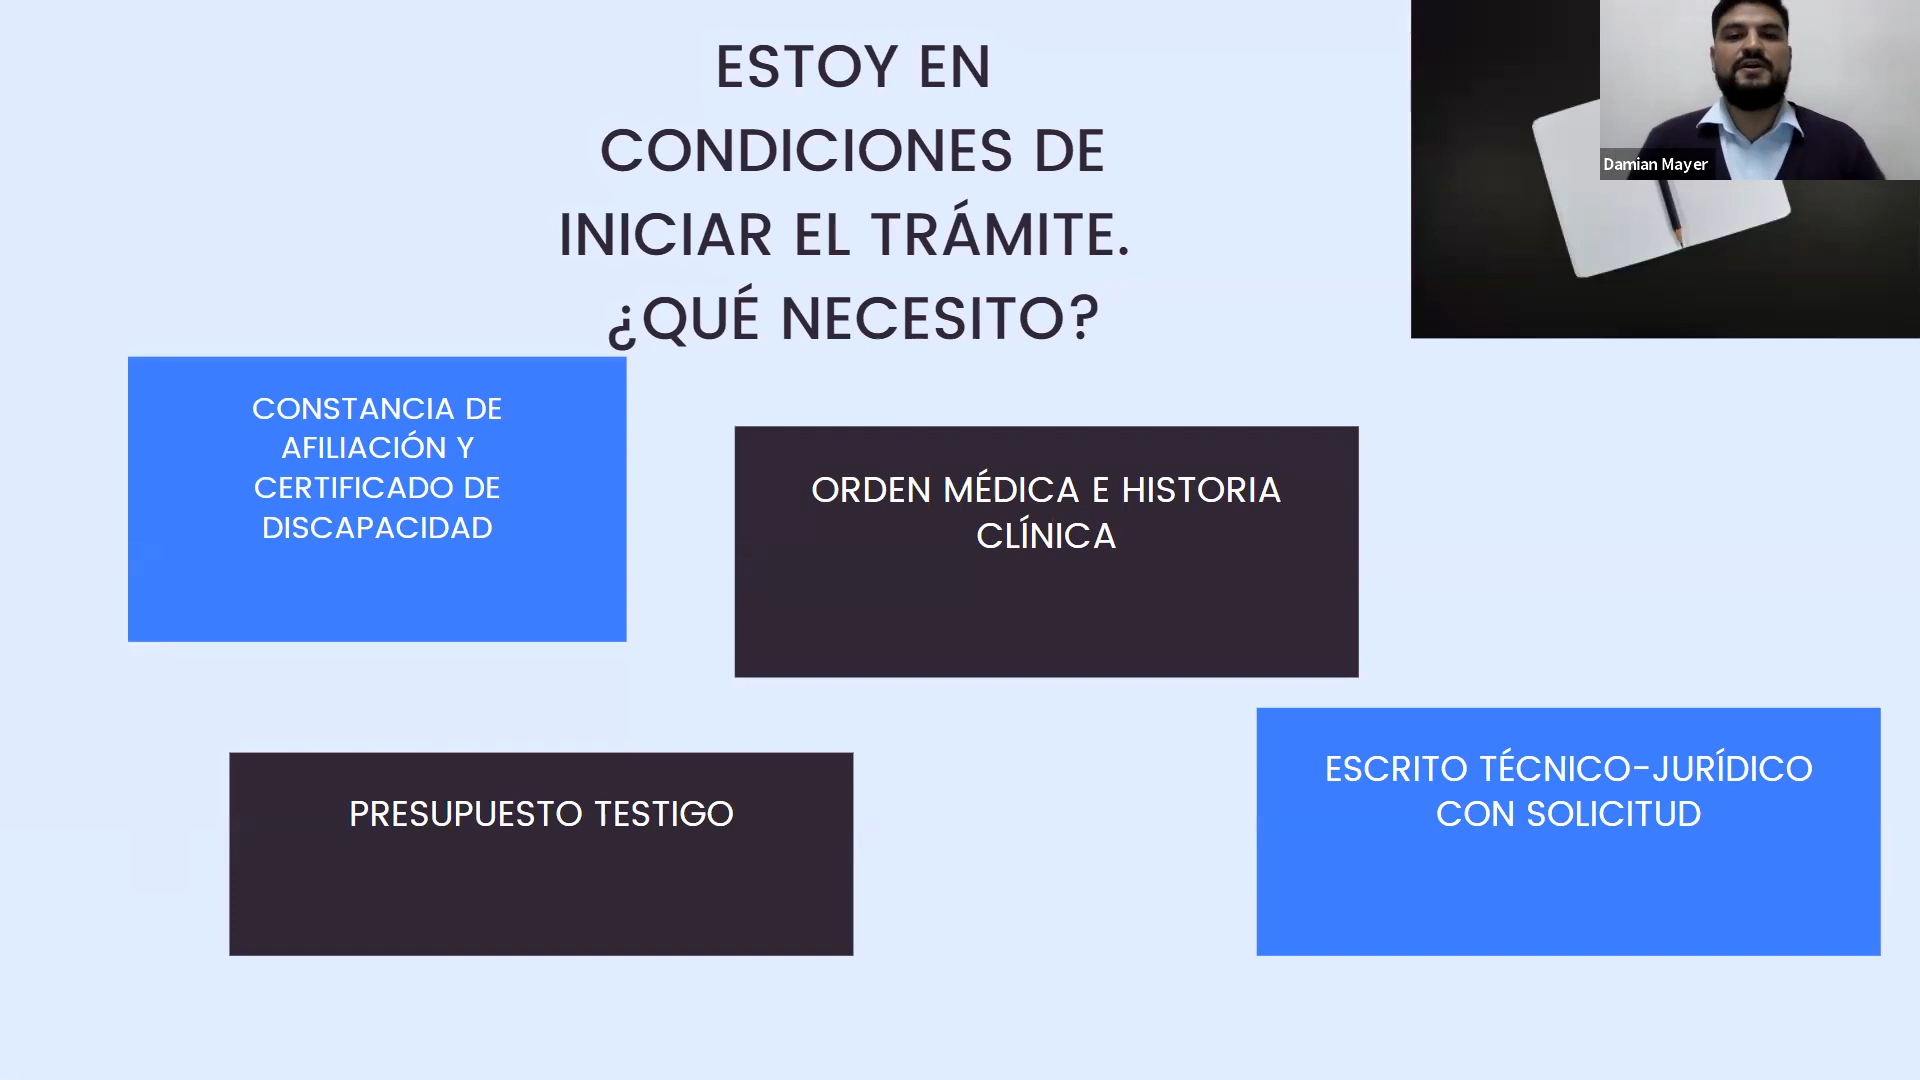 ESTOY EN
CONDICIONES DE
INICIAR EL TRÁMITE.
¿QUÉ NECESITO?
Damian Mayer
CONSTANCIA DE
AFILIACIÓN Y
CERTIFICADO DE
DISCAPACIDAD
ORDEN MÉDICA E HISTORIA
CLÍNICA
PRESUPUESTO TESTIGO
ESCRITO TÉCNICO-JURÍDICO
CON SOLICITUD